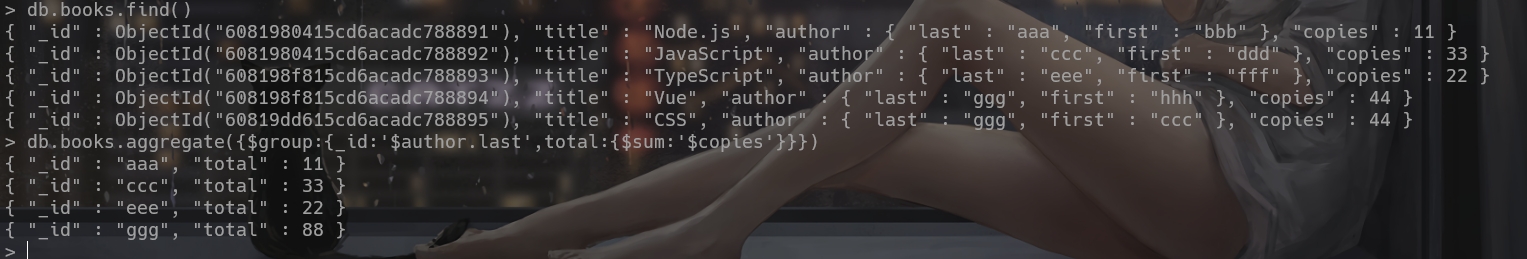 > db.books.find()
{ "_id" : ObjectId("6081980415cd6acadc788891"), "title" : "Node.js", "author" : { "last" : "aaa", "first" : "bbb" }, "copies" : 11 }
{ "_id" : ObjectId("6081980415cd6acadc788892"), "title" : "JavaScript", "author" : { "last" : "ccc", "first" : "ddd" }, "copies" : 33 }
{ "_id" : ObjectId("608198f815cd6acadc788893"), "title" : "TypeScript", "author" : { "last" : "eee", "first" : "fff" }, "copies" : 22 }
{ "_id" : ObjectId("608198f815cd6acadc788894"), "title" : "Vue", "author" : { "last" : "ggg", "first" : "hhh" }, "copies" : 44 }
{ "_id" : ObjectId("60819dd615cd6acadc788895"), "title" : "CSS", "author" : { "last" : "ggg", "first" : "ccc" }, "copies" : 44 }
> db.books.aggregate({$group:{_id:'$author.last',total:{$sum:'$copies'}}})
{ "_id" : "aaa", "total" : 11 }
{ "_id" : "ccc", "total" : 33 }
{ "_id" : "eee", "total" : 22 }
{ "_id" : "ggg", "total" : 88 }
>